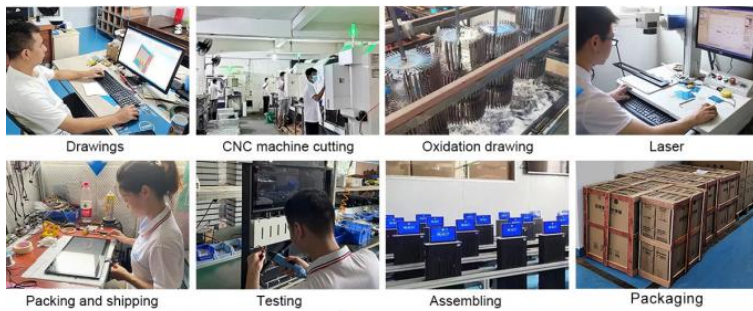 Drawings
CNC machine cutting
Oxidation drawing
Laser
Packing and shipping
Testing
Assembling
Packaging